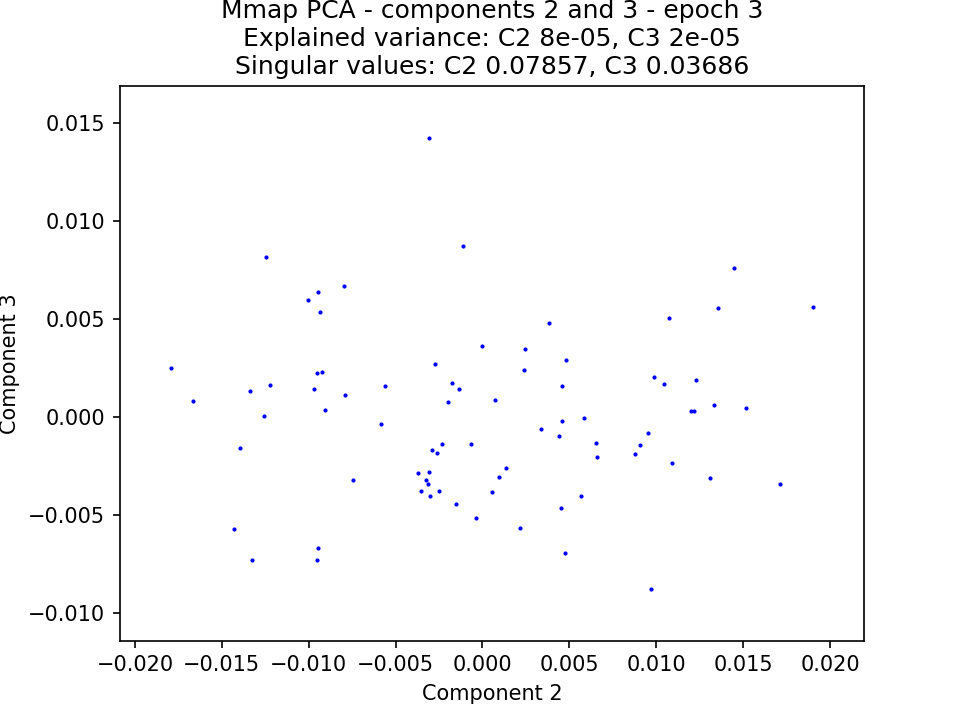 Mmap PCA - components 2 and 3 - epoch 3
Explained variance: C2 8e-05, C3 2e-05
Singular values: C2 0.07857, C3 0.03686
0.015
0.010
0.005
0.000
−0.005
−0.010
Component 3
−0.020 −0.015 −0.010 −0.005 0.000 0.005 0.010 0.015 0.020
Component 2